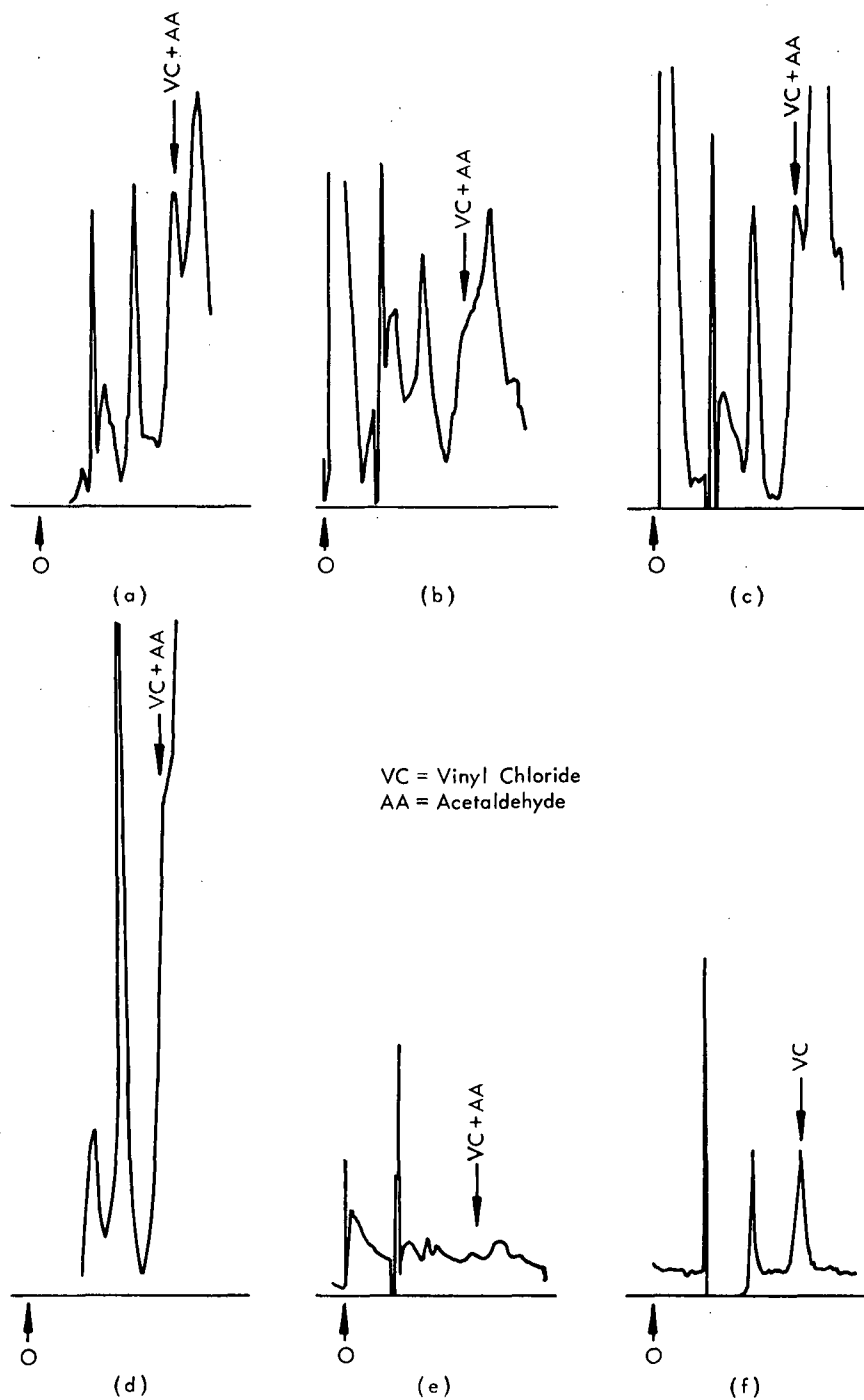 VC + AA
VC + AA
VC + AA
O
O
O
(a)
(b)
(c)
VC + AA
VC = Vinyl Chloride
AA = Acetaldehyde
VC + AA
VC
O
O
O
(d)
(e)
(f)